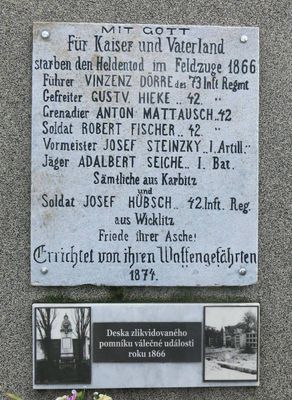 MIT GOTT
Für Kaiser und Vaterland
starben den Heldentod im Feldzuge 1866
Führer VINZENZ DÖRRE des 73 Inft Regmt
Gefreiter GUSTV. HIEKE „ 42. „
Grenadier ANTON MATTAUSCH „ 42
Soldat ROBERT FISCHER „ 42. „
Vormeister JOSEF STEINZKY „ 1. Artill: „
Jäger ADALBERT SEICHE „ 1. Bat.
Sämtliche aus Karbitz
und
Soldat JOSEF HÜBSCH „ 42. Inft. Reg.
aus Wicklitz
Friede ihrer Asche!
Errichtet von ihren Waffengefährten
1874.
Deska zlikvidovaného
pomníku válečné události
roku 1866